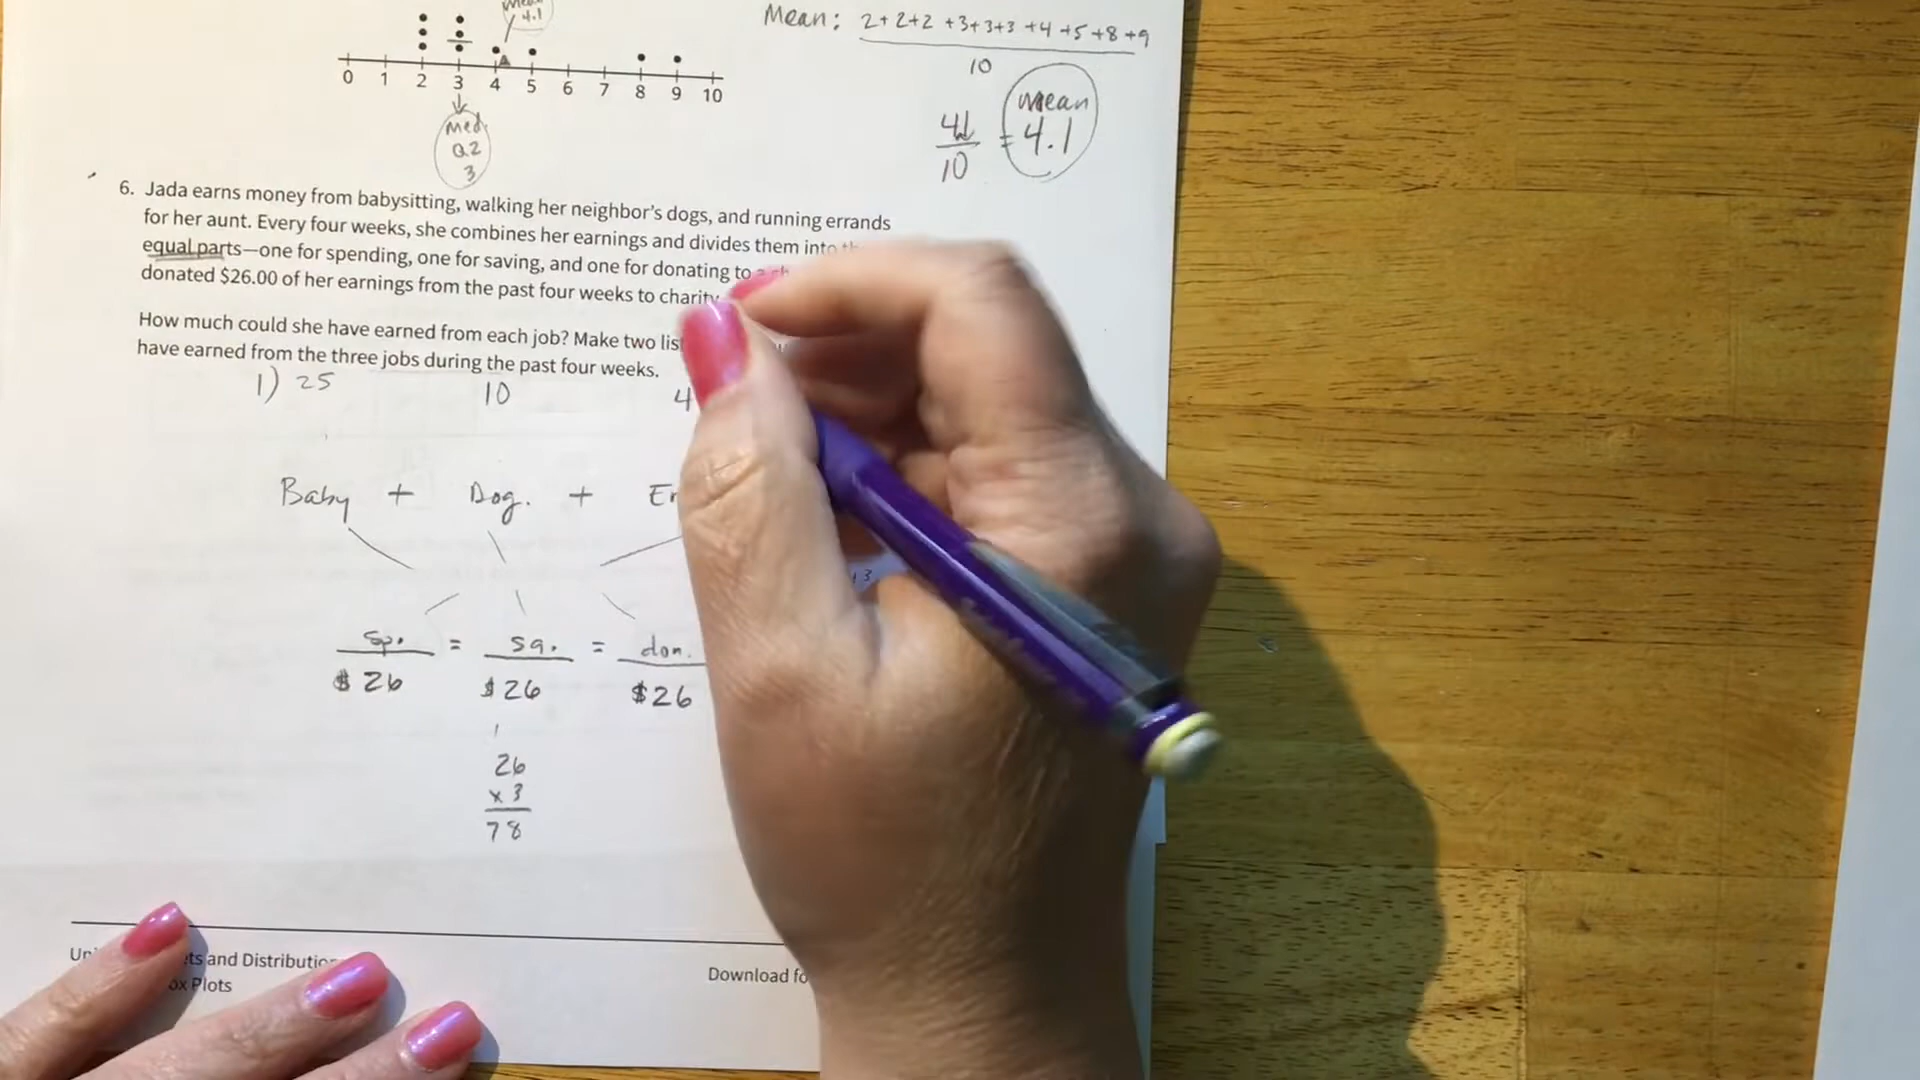 4.1
Mean: 2+2+2 +3+3+3 +4 +5 +8 +9
10
0 1 2 3 4 5 6 7 8 9 10
41
10
= 4.1
mean
med.
Q2
3
6. Jada earns money from babysitting, walking her neighbor's dogs, and running errands
for her aunt. Every four weeks, she combines her earnings and divides them into
equal parts—one for spending, one for saving, and one for donating to a
donated $26.00 of her earnings from the past four weeks to charity
How much could she have earned from each job? Make two
have earned from the three jobs during the past four weeks.
1) 25 10 4
Baby + Dog. +
sp. = sa. = don.
$26 $26 $26
1
26
x 3
78
and
Download
Plots